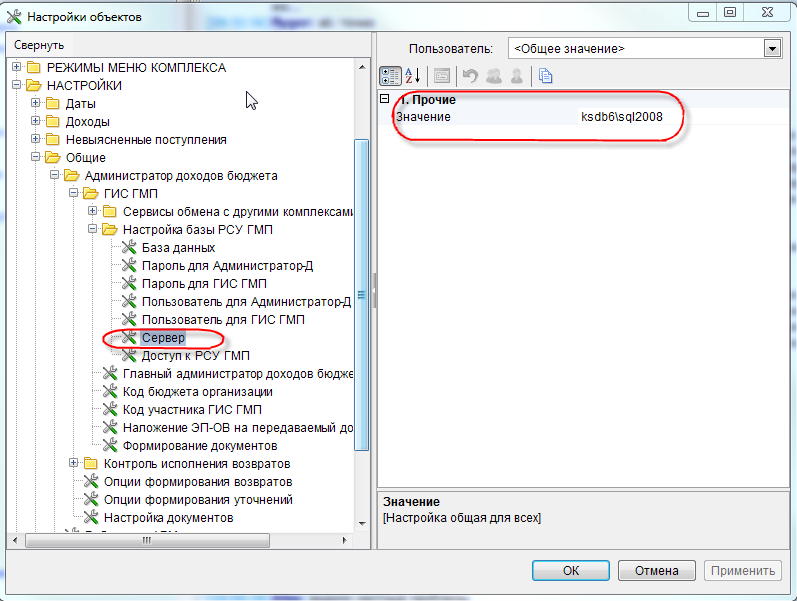 Настройки объектов
Свернуть
РЕЖИМЫ МЕНЮ КОМПЛЕКСА
НАСТРОЙКИ
Даты
Доходы
Невыясненные поступления
Общие
Администратор доходов бюджета
ГИС ГМП
Сервисы обмена с другими комплексами
Настройка базы РСУ ГМП
База данных
Пароль для Администратор-Д
Пароль для ГИС ГМП
Пользователь для Администратор-Д
Пользователь для ГИС ГМП
Сервер
Доступ к РСУ ГМП
Главный администратор доходов бюдже
Код бюджета организации
Код участника ГИС ГМП
Наложение ЭП-ОВ на передаваемый до
Формирование документов
Контроль исполнения возвратов
Опции формирования возвратов
Опции формирования уточнений
Настройка документов
Пользователь: <Общее значение>
1. Прочие
Значение ksdb6\sql2008
Значение
[Настройка общая для всех]
ОК Отмена Применить